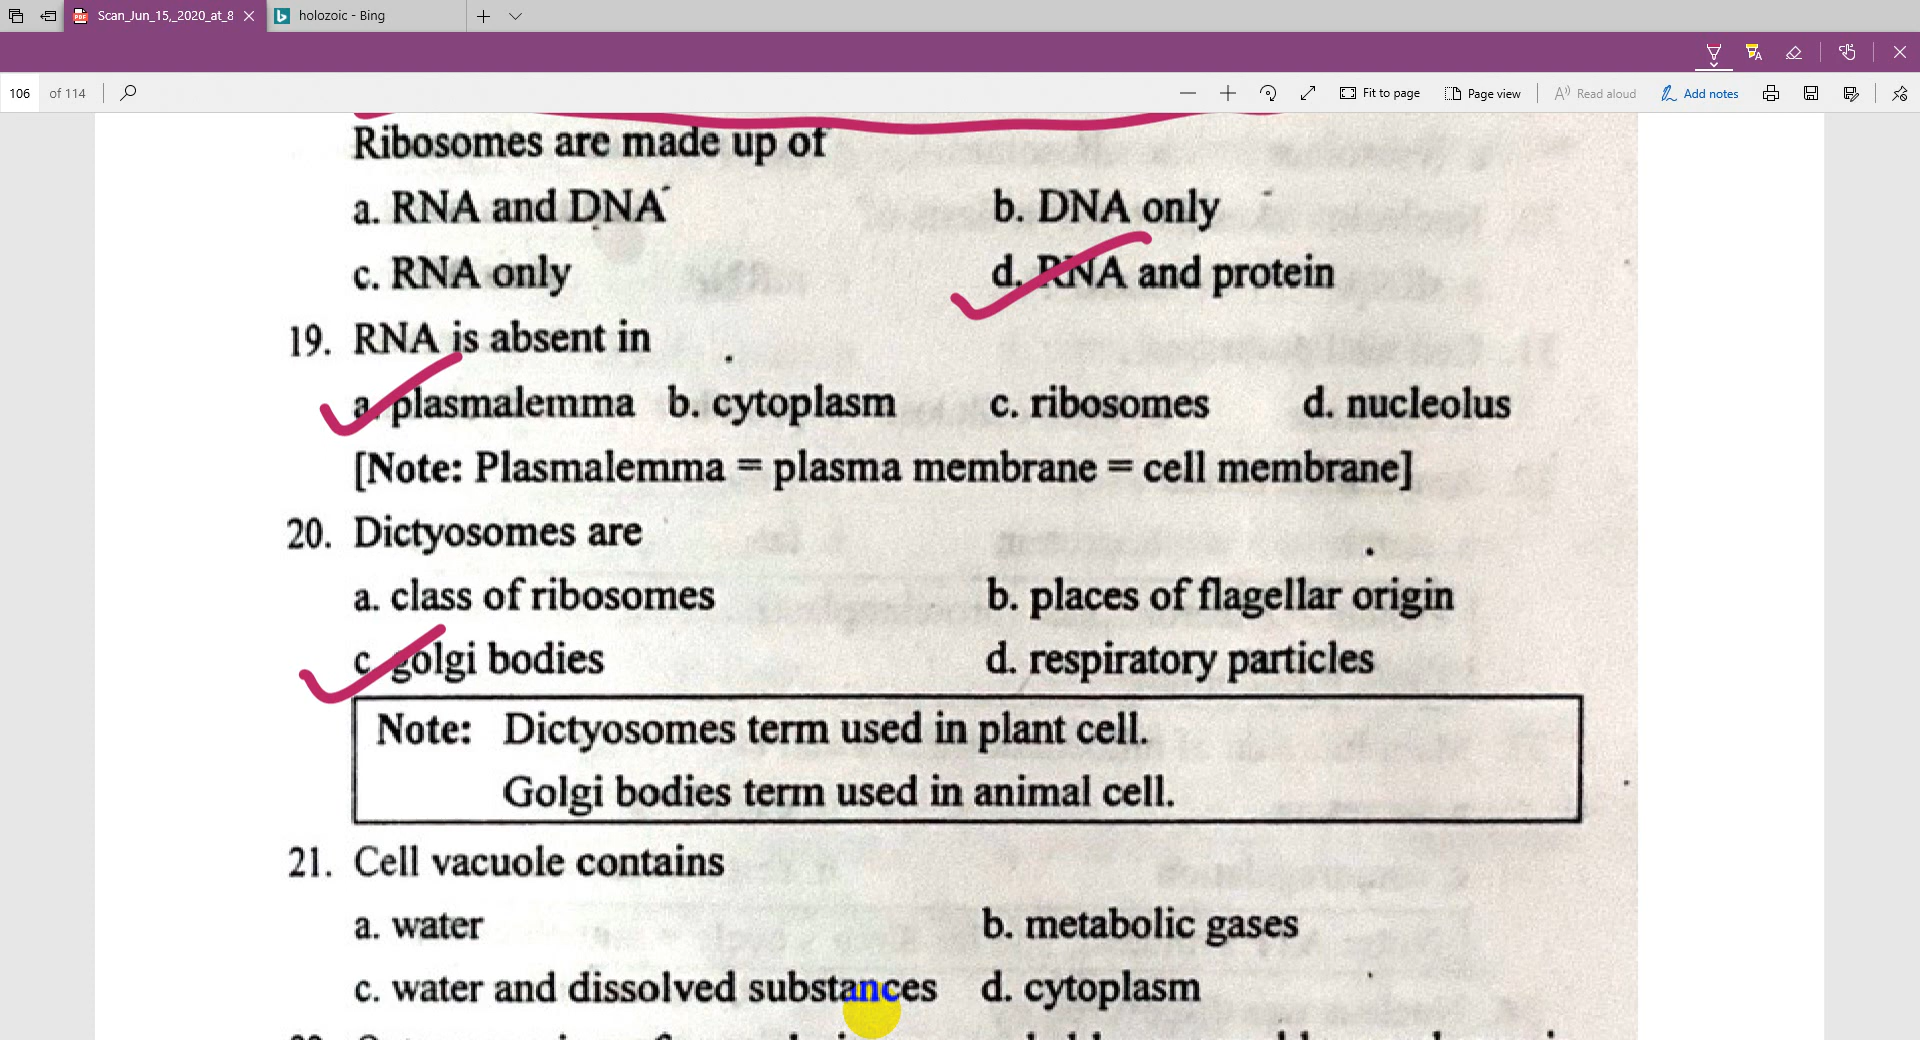 Scan_Jun_15,_2020_at_8
holozoic - Bing
106 of 114
Fit to page
Page view
Read aloud
Add notes
Ribosomes are made up of
a. RNA and DNA b. DNA only
c. RNA only d. RNA and protein
19. RNA is absent in
a. plasmalemma b. cytoplasm c. ribosomes d. nucleolus
[Note: Plasmalemma = plasma membrane = cell membrane]
20. Dictyosomes are
a. class of ribosomes b. places of flagellar origin
c. golgi bodies d. respiratory particles
Note: Dictyosomes term used in plant cell.
Golgi bodies term used in animal cell.
21. Cell vacuole contains
a. water b. metabolic gases
c. water and dissolved substances d. cytoplasm